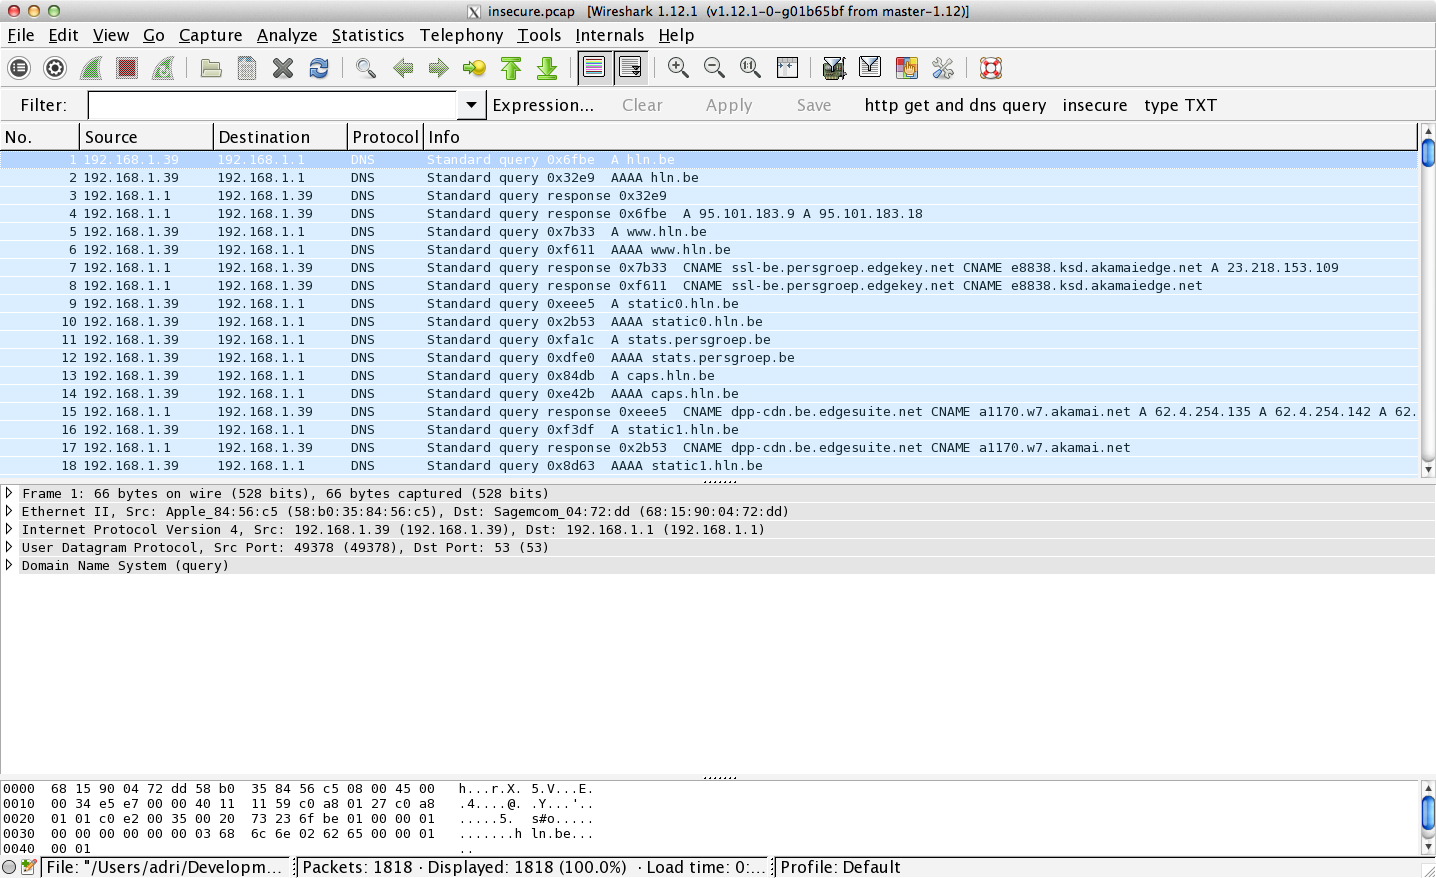 insecure.pcap [Wireshark 1.12.1 (v1.12.1-0-g01b65bf from master-1.12)]
File Edit View Go Capture Analyze Statistics Telephony Tools Internals Help
Filter: Expression... Clear Apply Save http get and dns query insecure type TXT
No. Source Destination Protocol Info
1 192.168.1.39 192.168.1.1 DNS Standard query 0x6fbe A hln.be
2 192.168.1.39 192.168.1.1 DNS Standard query 0x32e9 AAAA hln.be
3 192.168.1.1 192.168.1.39 DNS Standard query response 0x32e9
4 192.168.1.1 192.168.1.39 DNS Standard query response 0x6fbe A 95.101.183.9 A 95.101.183.18
5 192.168.1.39 192.168.1.1 DNS Standard query 0x7b33 A www.hln.be
6 192.168.1.39 192.168.1.1 DNS Standard query 0xf611 AAAA www.hln.be
7 192.168.1.1 192.168.1.39 DNS Standard query response 0x7b33 CNAME ssl-be.persgroep.edgekey.net CNAME e8838.ksd.akamaiedge.net A 23.218.153.109
8 192.168.1.1 192.168.1.39 DNS Standard query response 0xf611 CNAME ssl-be.persgroep.edgekey.net CNAME e8838.ksd.akamaiedge.net
9 192.168.1.39 192.168.1.1 DNS Standard query 0xeee5 A static0.hln.be
10 192.168.1.39 192.168.1.1 DNS Standard query 0x2b53 AAAA static0.hln.be
11 192.168.1.39 192.168.1.1 DNS Standard query 0xfa1c A stats.persgroep.be
12 192.168.1.39 192.168.1.1 DNS Standard query 0xdfe0 AAAA stats.persgroep.be
13 192.168.1.39 192.168.1.1 DNS Standard query 0x84db A caps.hln.be
14 192.168.1.39 192.168.1.1 DNS Standard query 0xe42b AAAA caps.hln.be
15 192.168.1.1 192.168.1.39 DNS Standard query response 0xeee5 CNAME dpp-cdn.be.edgesuite.net CNAME a1170.w7.akamai.net A 62.4.254.135 A 62.4.254.142 A 62.
16 192.168.1.39 192.168.1.1 DNS Standard query 0xf3df A static1.hln.be
17 192.168.1.1 192.168.1.39 DNS Standard query response 0x2b53 CNAME dpp-cdn.be.edgesuite.net CNAME a1170.w7.akamai.net
18 192.168.1.39 192.168.1.1 DNS Standard query 0x8d63 AAAA static1.hln.be
Frame 1: 66 bytes on wire (528 bits), 66 bytes captured (528 bits)
Ethernet II, Src: Apple_84:56:c5 (58:b0:35:84:56:c5), Dst: Sagemcom_04:72:dd (68:15:90:04:72:dd)
Internet Protocol Version 4, Src: 192.168.1.39 (192.168.1.39), Dst: 192.168.1.1 (192.168.1.1)
User Datagram Protocol, Src Port: 49378 (49378), Dst Port: 53 (53)
Domain Name System (query)
0000 68 15 90 04 72 dd 58 b0 35 84 56 c5 08 00 45 00 h...r.X. 5.V...E.
0010 00 34 e5 e7 00 00 40 11 11 59 c0 a8 01 27 c0 a8 .4....@. .Y...'..
0020 01 01 c0 e2 00 35 00 20 73 23 6f be 01 00 00 01 .....5. s#o.....
0030 00 00 00 00 00 00 03 68 6c 6e 02 62 65 00 00 01 .......h ln.be...
0040 00 01 ..
File: "/Users/adri/Developm... Packets: 1818 · Displayed: 1818 (100.0%) · Load time: 0:... Profile: Default